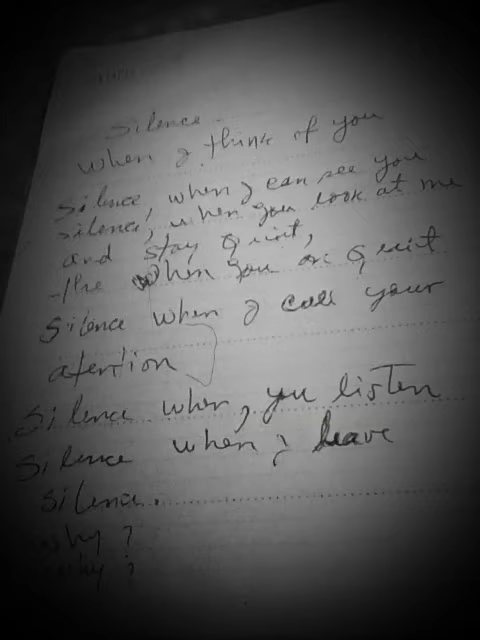 silence
when I think of you
silence, when I can see you
silence, when you look at me
and stay Quiet,
the when you are Quiet
Silence when I call your
atention
Silence when, you listen
Silence when I leave
silence.
why?
why?